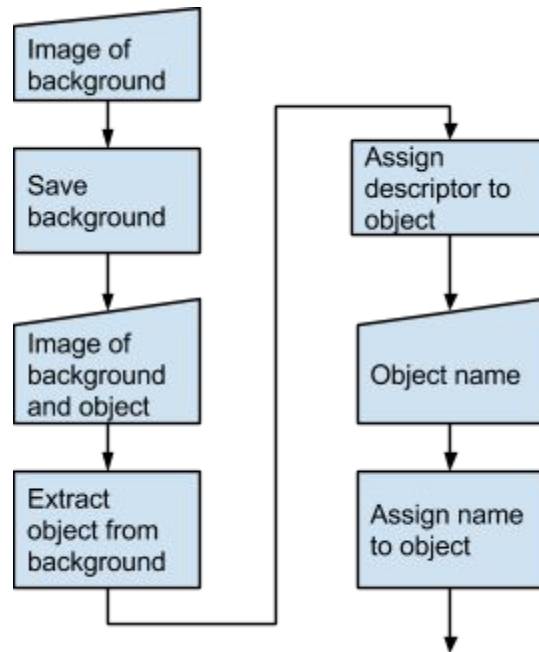 Image of
background
Save
background
Image of
background
and object
Extract
object from
background
Assign
descriptor to
object
Object name
Assign name
to object